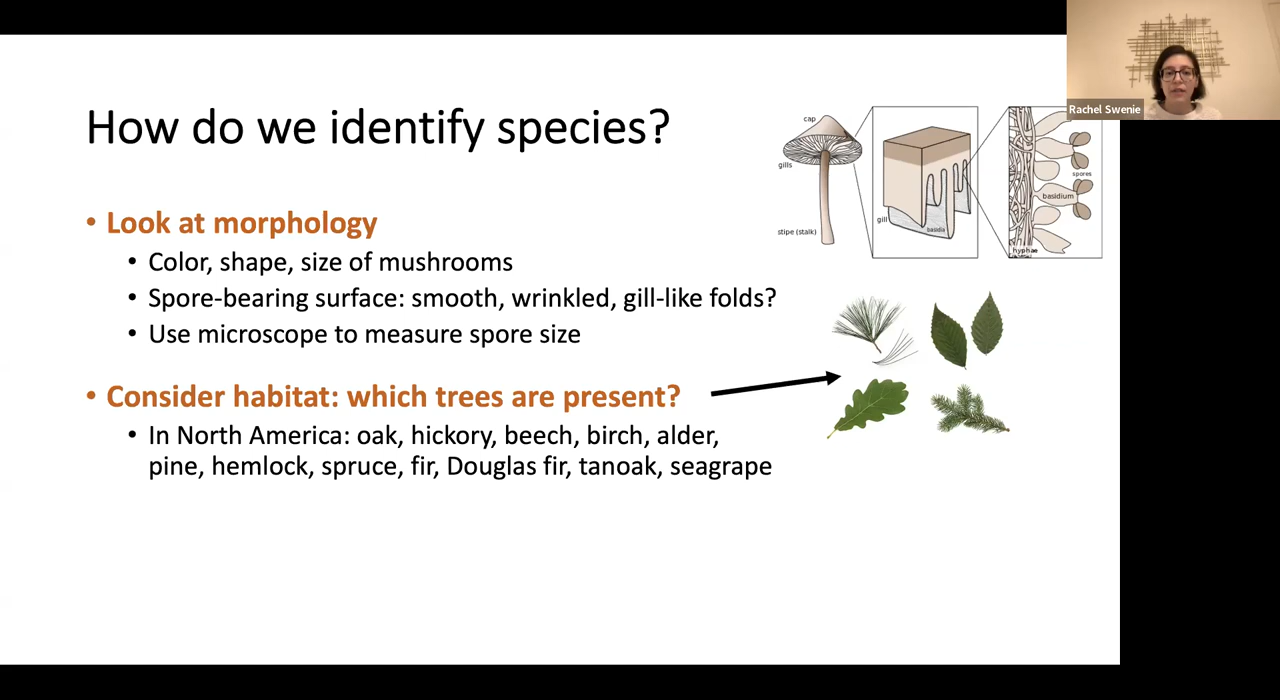 Rachel Swenie
How do we identify species?
• Look at morphology
• Color, shape, size of mushrooms
• Spore-bearing surface: smooth, wrinkled, gill-like folds?
• Use microscope to measure spore size
• Consider habitat: which trees are present?
• In North America: oak, hickory, beech, birch, alder,
pine, hemlock, spruce, fir, Douglas fir, tanoak, seagrape
cap
gills
stipe (stalk)
gill
basidia
spores
basidium
hyphae